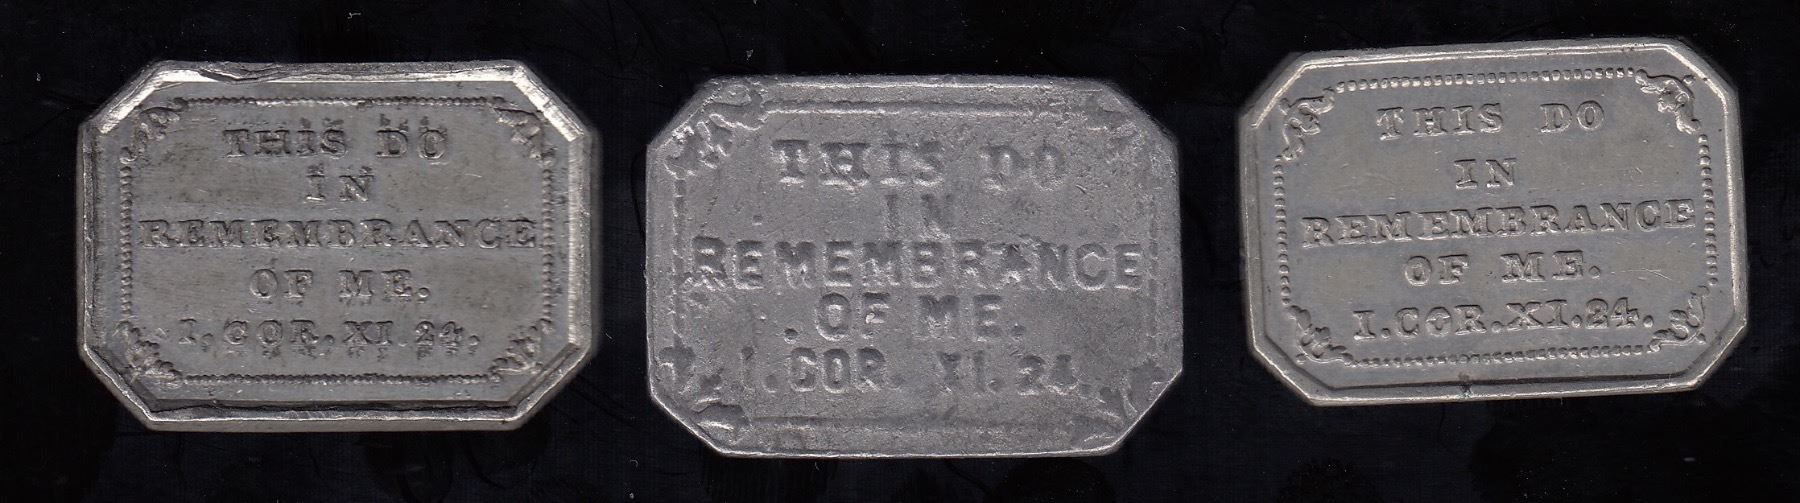 THIS DO
IN
REMEMBRANCE
OF ME.
I. COR. XI 24.
THIS DO
IN
REMEMBRANCE
. OF ME.
I. COR. XI. 24.
THIS DO
IN
REMEMBRANCE
OF ME.
I. COR. XI. 24.